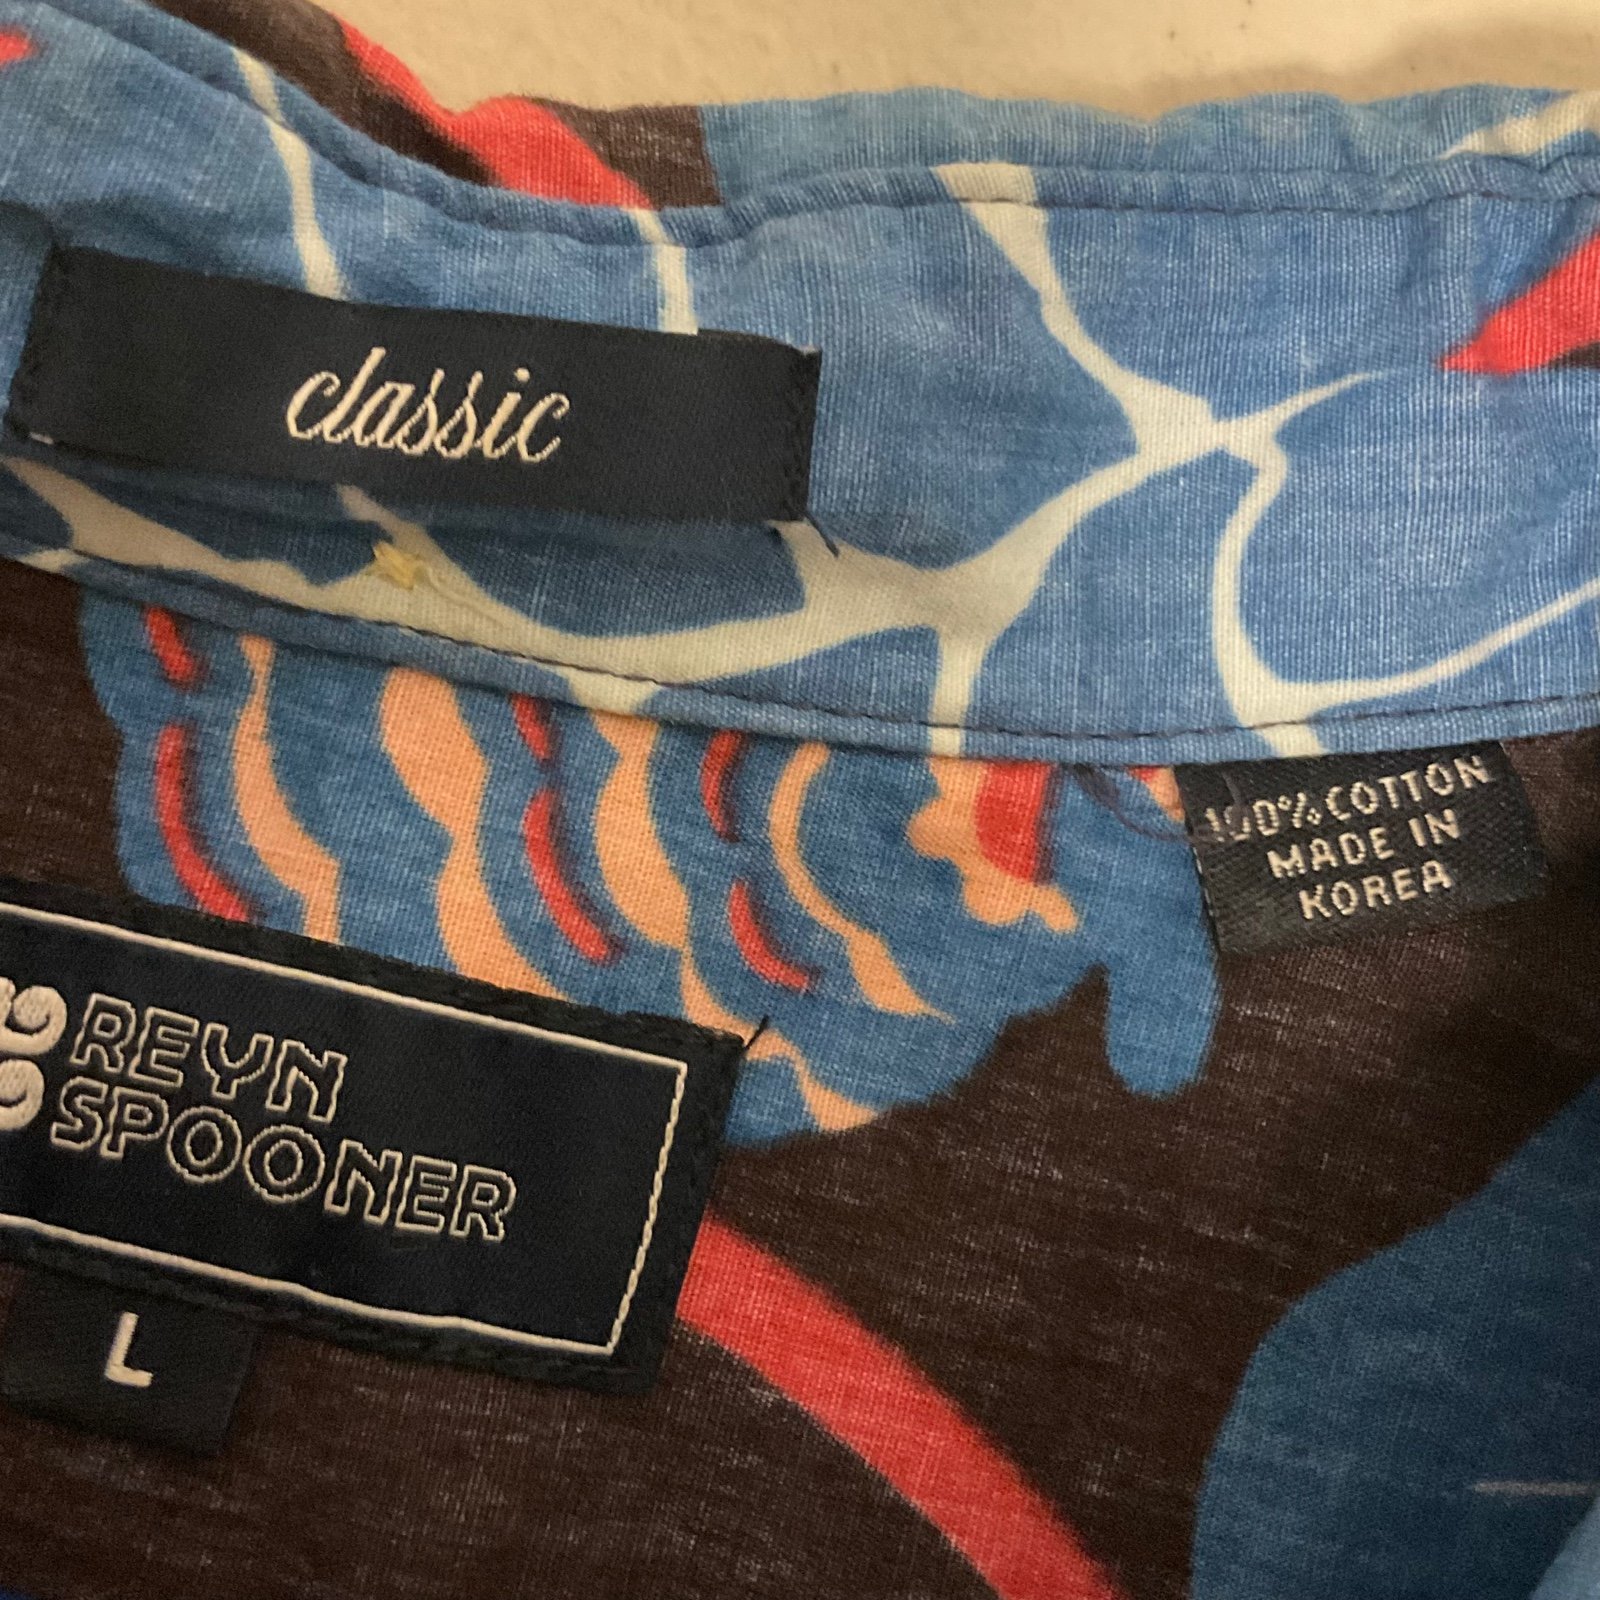 classic
100% COTTON
MADE IN
KOREA
REYN
SPOONER
L